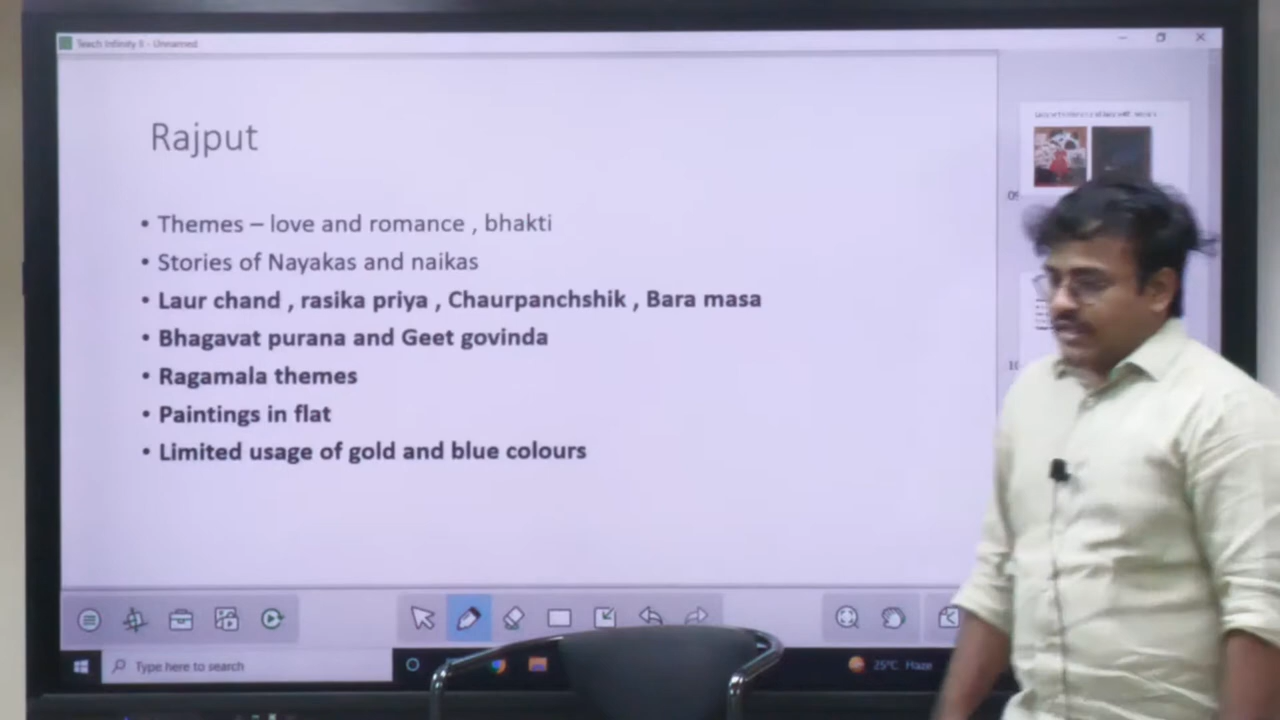 Teach Infinity II - Unnamed
Rajput
• Themes – love and romance , bhakti
• Stories of Nayakas and naikas
• Laur chand , rasika priya , Chaurpanchshik , Bara masa
• Bhagavat purana and Geet govinda
• Ragamala themes
• Paintings in flat
• Limited usage of gold and blue colours
Type here to search
25°C Haze